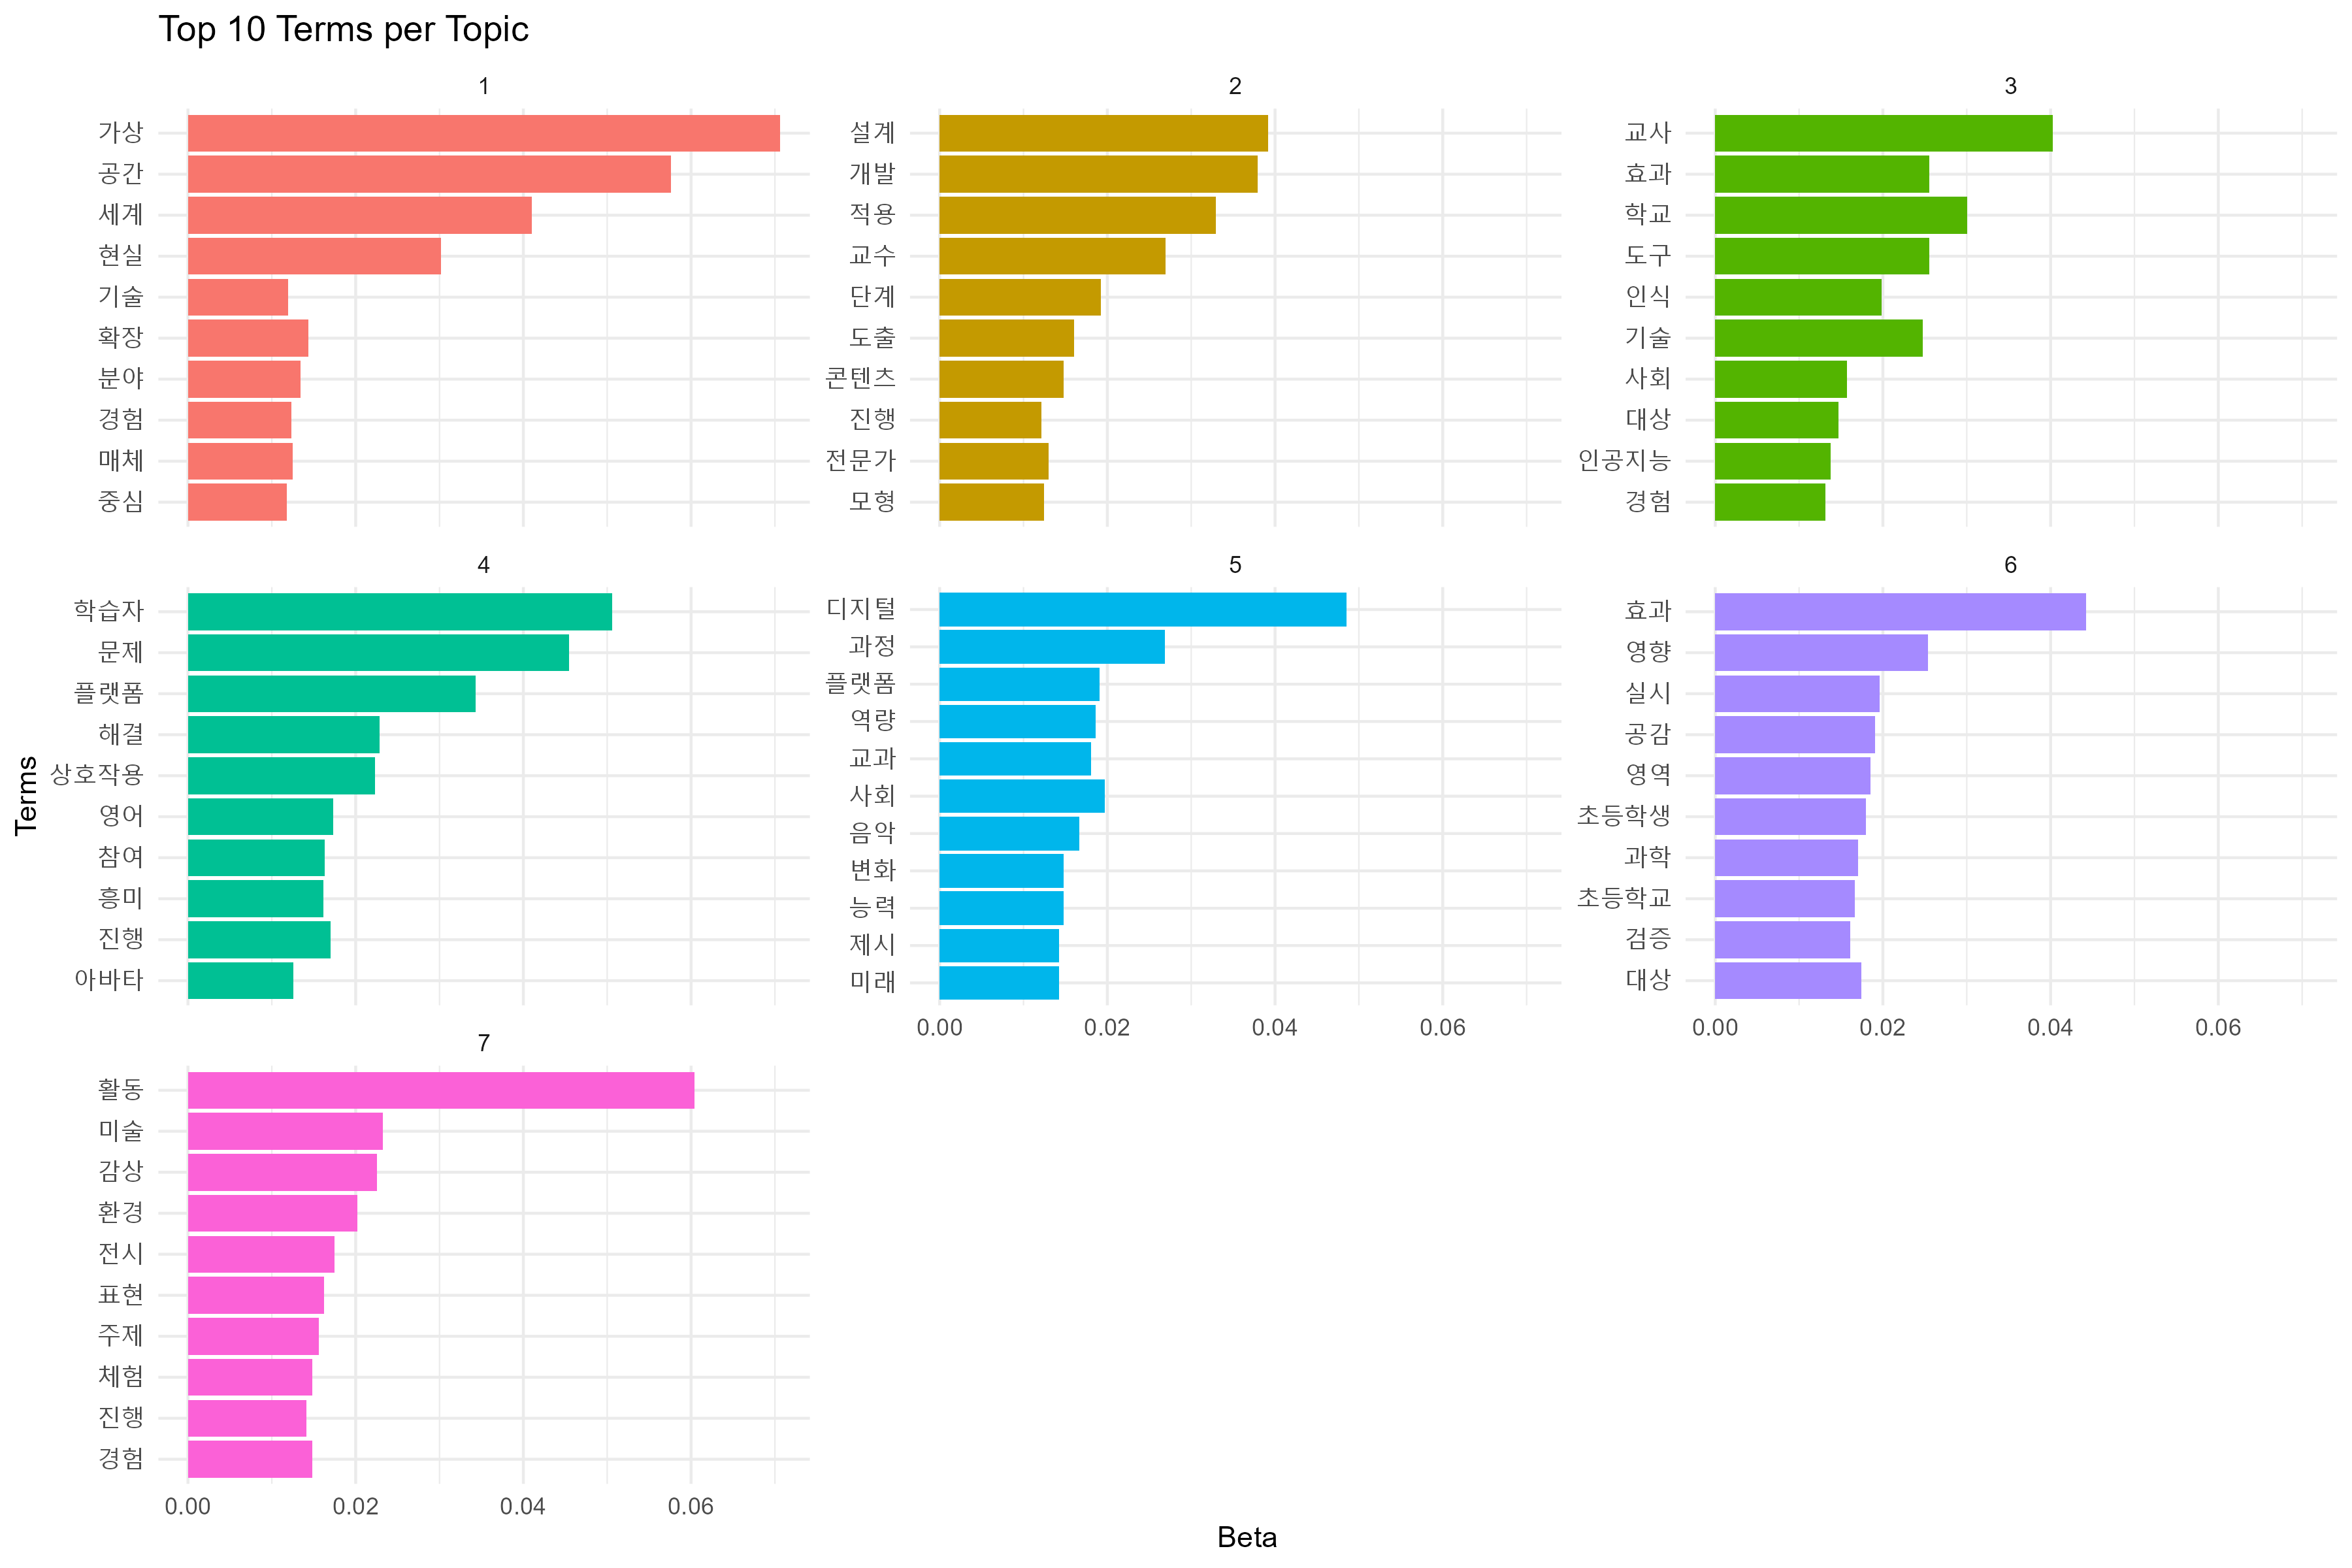 Top 10 Terms per Topic
1
가상
공간
세계
현실
기술
확장
분야
경험
매체
중심
2
설계
개발
적용
교수
단계
도출
콘텐츠
진행
전문가
모형
3
교사
효과
학교
도구
인식
기술
사회
대상
인공지능
경험
4
학습자
문제
플랫폼
해결
상호작용
영어
참여
흥미
진행
아바타
5
디지털
과정
플랫폼
역량
교과
사회
음악
변화
능력
제시
미래
0.00 0.02 0.04 0.06
6
효과
영향
실시
공감
영역
초등학생
과학
초등학교
검증
대상
0.00 0.02 0.04 0.06
7
활동
미술
감상
환경
전시
표현
주제
체험
진행
경험
0.00 0.02 0.04 0.06
Terms
Beta